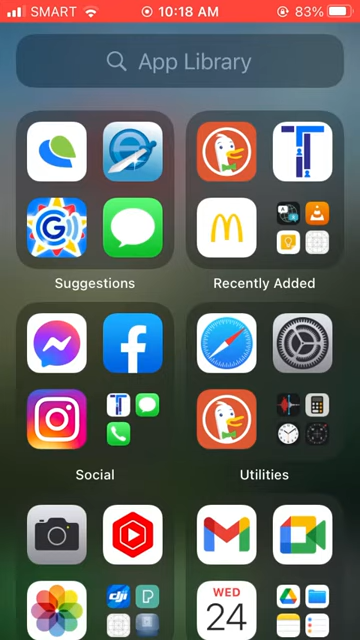 SMART 10:18 AM 83%
App Library
Suggestions Recently Added
Social Utilities
WED
24